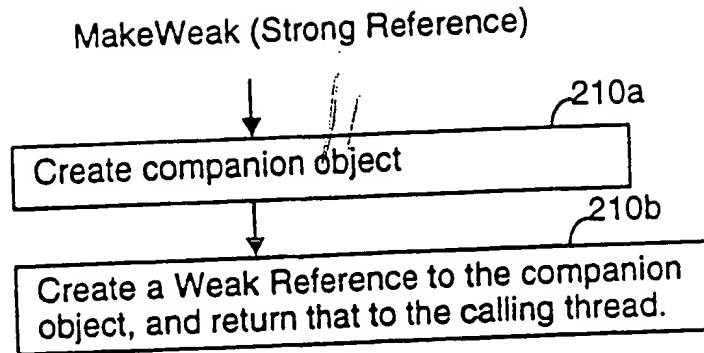 MakeWeak (Strong Reference)
210a
Create companion object
210b
Create a Weak Reference to the companion
object, and return that to the calling thread.